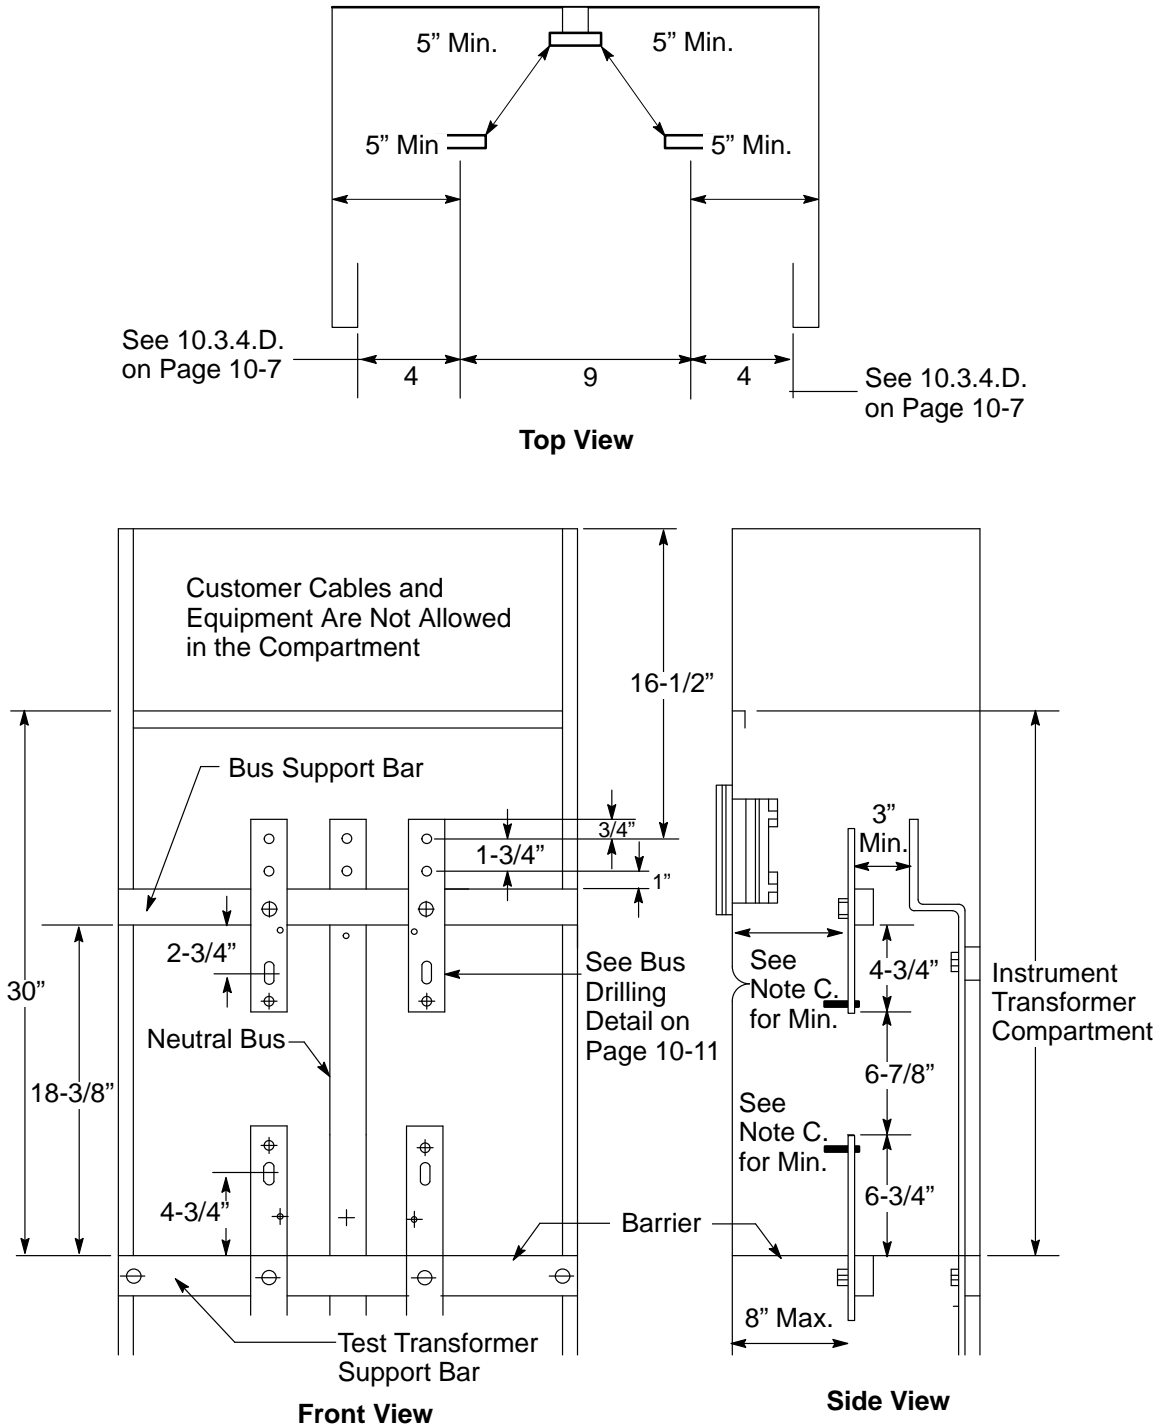 5” Min.
5” Min.
5” Min
5” Min.
See 10.3.4.D.
on Page 10-7
4
9
4
See 10.3.4.D.
on Page 10-7
Top View
Customer Cables and
Equipment Are Not Allowed
in the Compartment
16-1/2”
Bus Support Bar
3/4”
1-3/4”
1”
3”
Min.
2-3/4”
30”
See Bus
Drilling
Detail on
Page 10-11
See
Note C.
for Min.
4-3/4”
Instrument
Transformer
Compartment
Neutral Bus
18-3/8”
6-7/8”
See
Note C.
for Min.
4-3/4”
6-3/4”
Barrier
8” Max.
Test Transformer
Support Bar
Front View
Side View